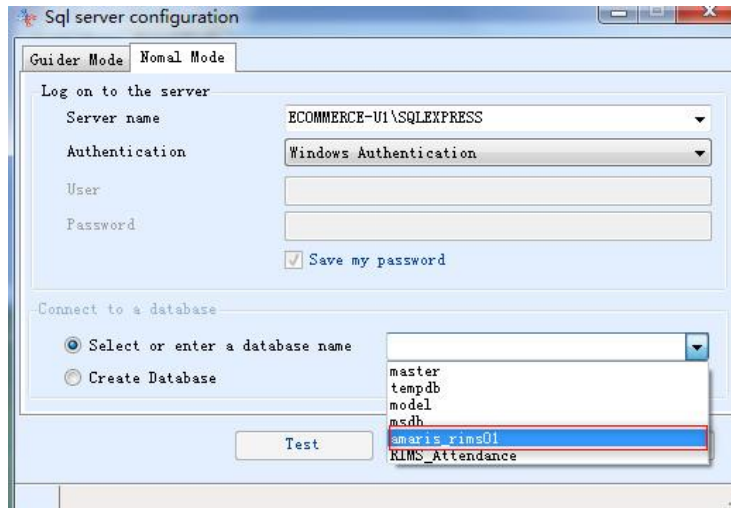 Sql server configuration
Guider Mode
Nomal Mode
Log on to the server
Server name
ECOMMERCE-U1\SQLEXPRESS
Authentication
Windows Authentication
User
Password
Save my password
Connect to a database
Select or enter a database name
Create Database
master
tempdb
model
msdb
amaris_rims01
RIMS_Attendance
Test